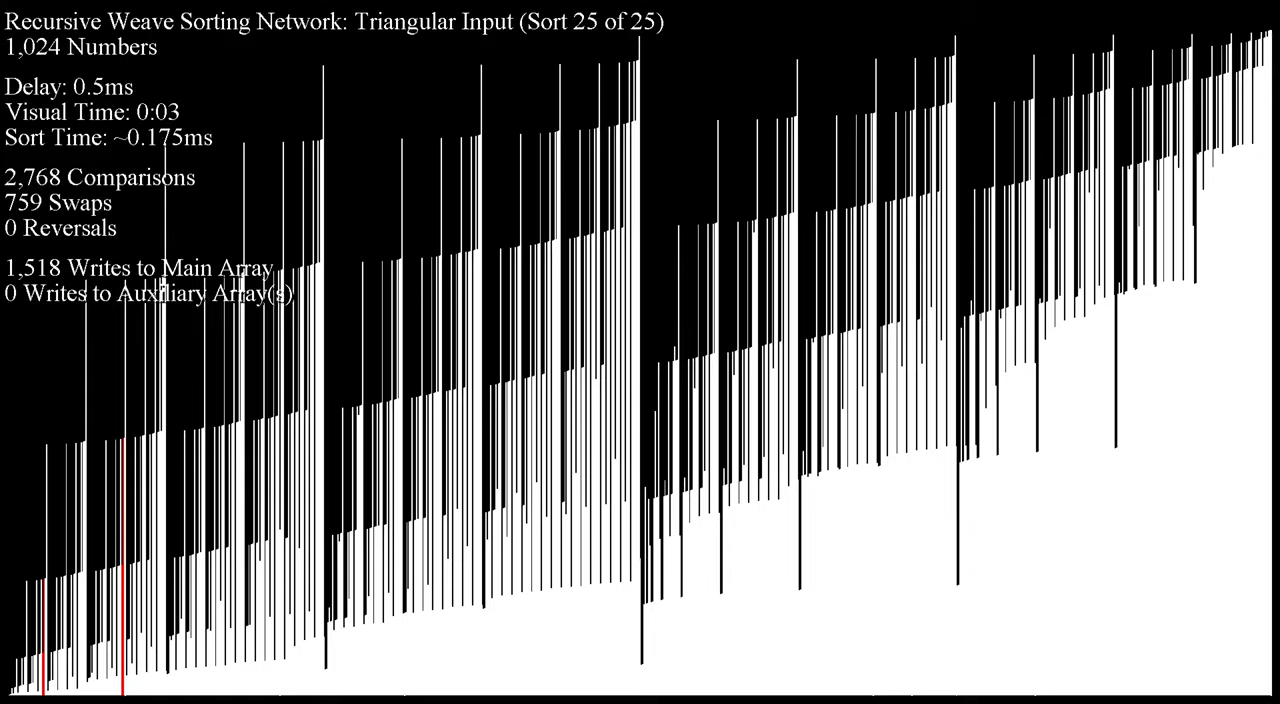 Recursive Weave Sorting Network: Triangular Input (Sort 25 of 25)
1,024 Numbers
Delay: 0.5ms
Visual Time: 0:03
Sort Time: ~0.175ms
2,768 Comparisons
759 Swaps
0 Reversals
1,518 Writes to Main Array
0 Writes to Auxiliary Array(s)